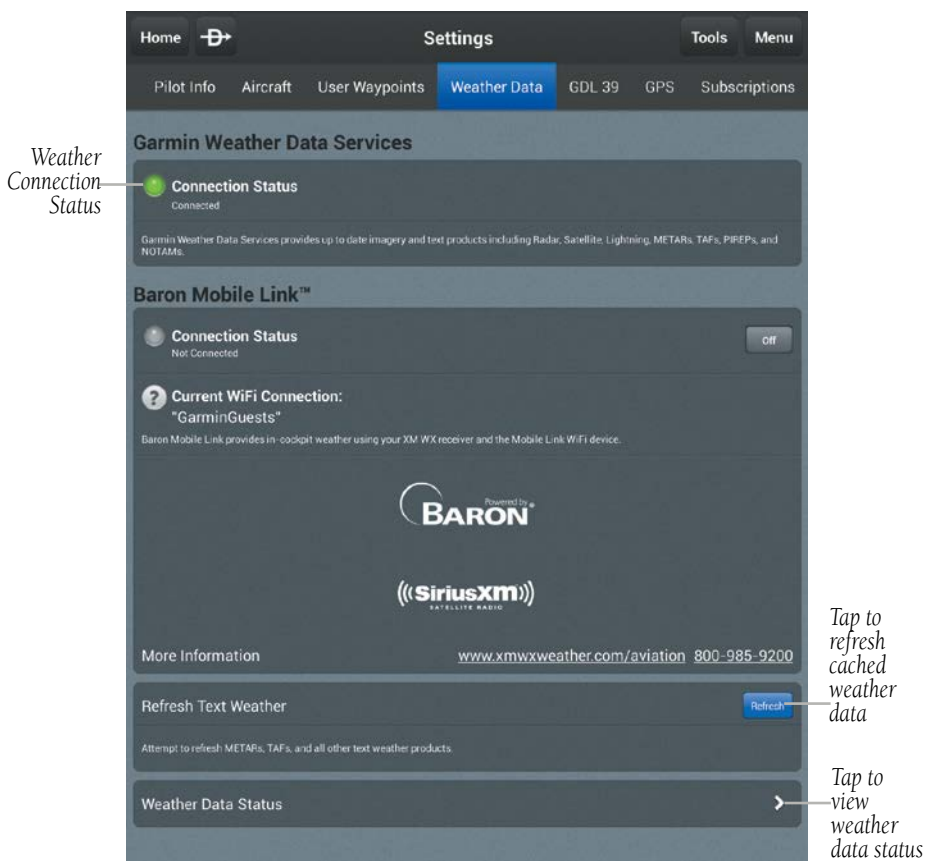 Home
Settings
Tools
Menu
Pilot Info
Aircraft
User Waypoints
Weather Data
GDL 39
GPS
Subscriptions
Garmin Weather Data Services
Weather
Connection
Status
Connection Status
Connected
Garmin Weather Data Services provides up to date imagery and text products including Radar, Satellite, Lightning, METARs, TAFs, PIREPs, and
NOTAMs.
Baron Mobile Link™
Connection Status
Not Connected
Off
Current WiFi Connection:
"GarminGuests"
Baron Mobile Link provides in-cockpit weather using your XM WX receiver and the Mobile Link WiFi device.
Powered by
BARON®
(((SiriusXM)))
SATELLITE RADIO
More Information
www.xmwxweather.com/aviation
800-985-9200
Refresh Text Weather
Refresh
Tap to
refresh
cached
weather
data
Attempt to refresh METARs, TAFs, and all other text weather products.
Weather Data Status
Tap to
view
weather
data status